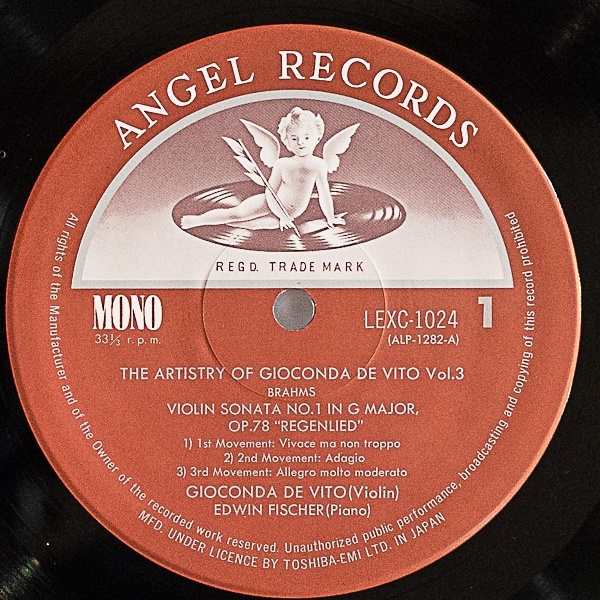 ANGEL RECORDS
REGD. TRADE MARK
MONO
33⅓ r.p.m.
LEXC-1024
1
(ALP-1282-A)
THE ARTISTRY OF GIOCONDA DE VITO Vol.3
BRAHMS
VIOLIN SONATA NO.1 IN G MAJOR,
OP.78 "REGENLIED"
1) 1st Movement: Vivace ma non troppo
2) 2nd Movement: Adagio
3) 3rd Movement: Allegro molto moderato
GIOCONDA DE VITO(Violin)
EDWIN FISCHER(Piano)
All rights of the Manufacturer and of the Owner of the recorded work reserved. Unauthorized public performance, broadcasting and copying of this record prohibited
MFD. UNDER LICENCE BY TOSHIBA-EMI LTD. IN JAPAN